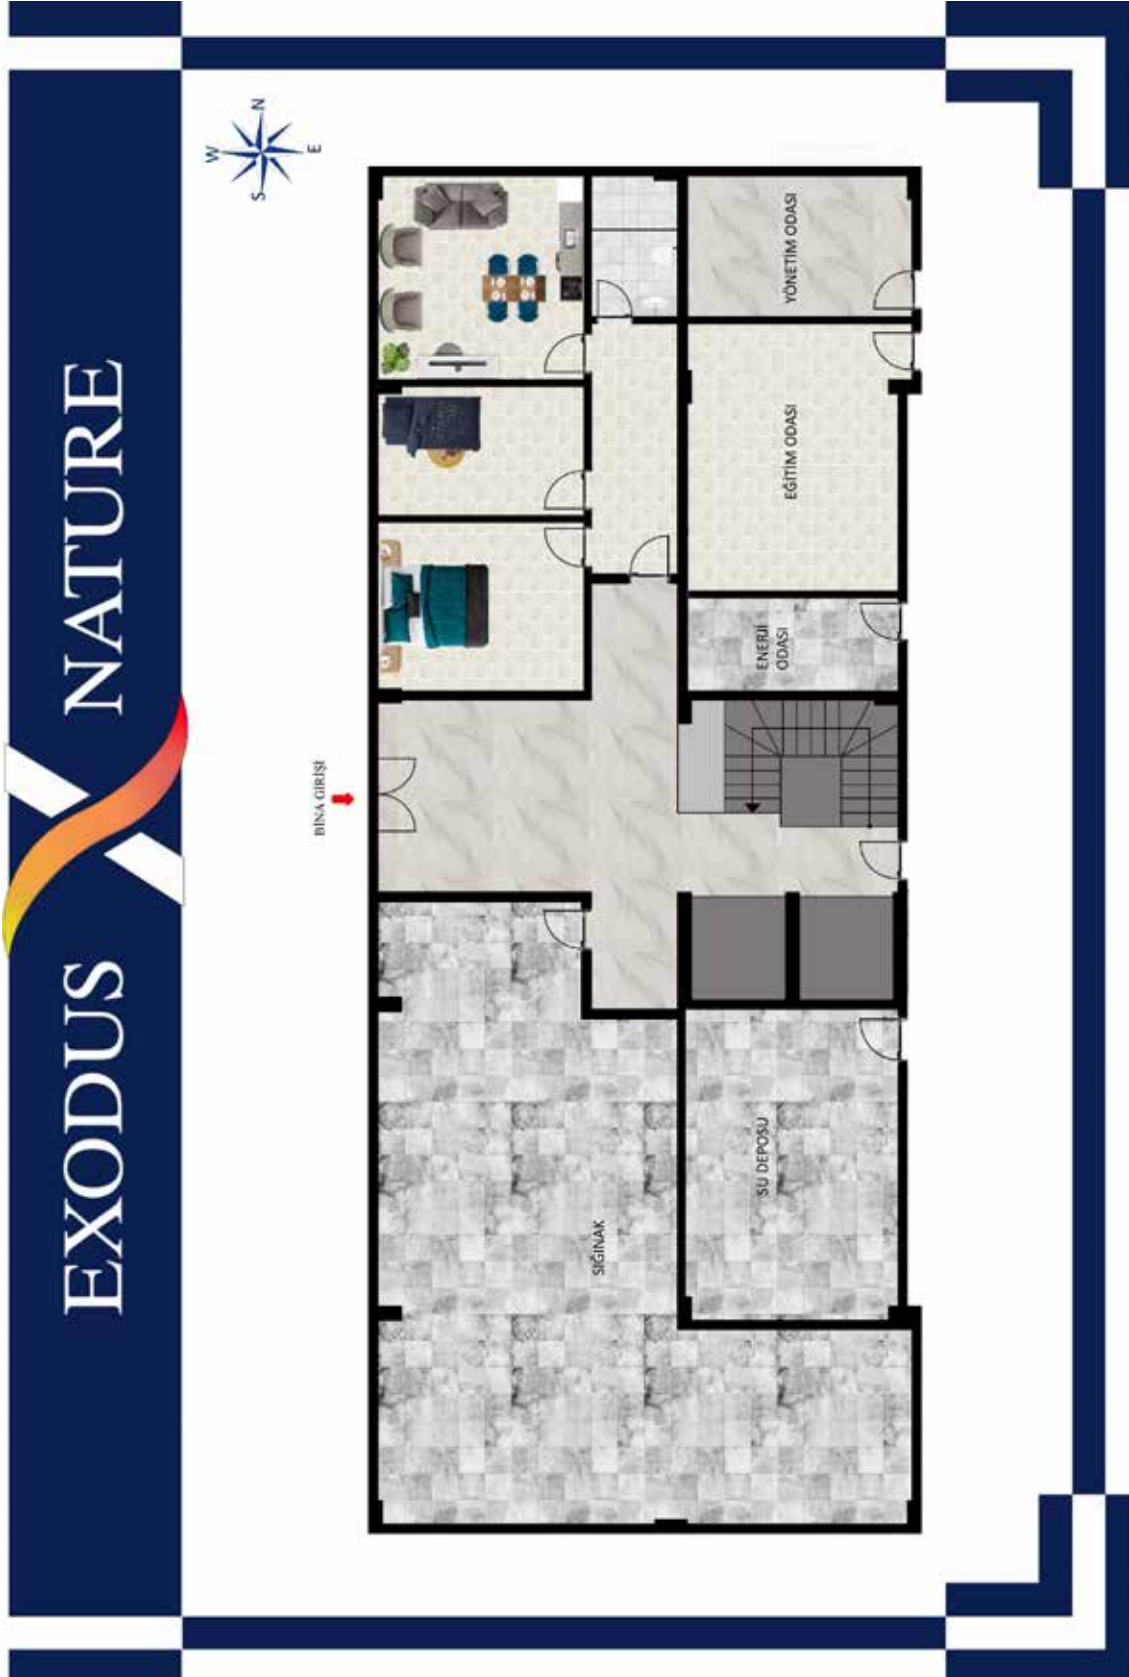 EXODUS NATURE
N
W
E
S
BİNA GİRİŞİ
YÖNETİM ODASI
EĞİTİM ODASI
ENERJİ
ODASI
SU DEPOSU
SIĞINAK